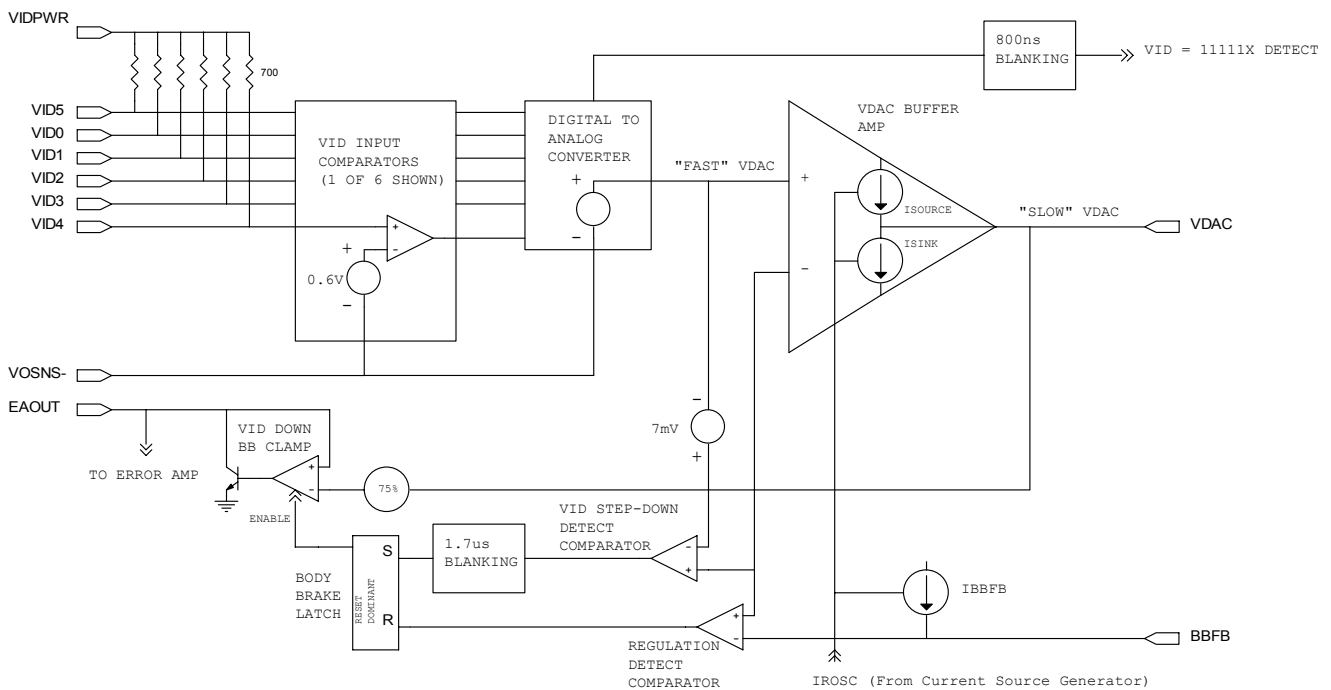 VIDPWR
700
VID5
VID0
VID1
VID2
VID3
VID4
VID INPUT
COMPARATORS
(1 OF 6 SHOWN)
+
-
+
0.6V
-
DIGITAL TO
ANALOG
CONVERTER
+
-
800ns
BLANKING
VID = 11111X DETECT
VDAC BUFFER
AMP
"FAST" VDAC
+
-
ISOURCE
ISINK
"SLOW" VDAC
VDAC
VOSNS-
EAOUT
TO ERROR AMP
VID DOWN
BB CLAMP
+
-
ENABLE
75%
-
7mV
+
VID STEP-DOWN
DETECT
COMPARATOR
-
+
1.7us
BLANKING
BODY
BRAKE
LATCH
S
RESET
DOMINANT
R
+
-
REGULATION
DETECT
COMPARATOR
IBBFB
BBFB
IROSC (From Current Source Generator)